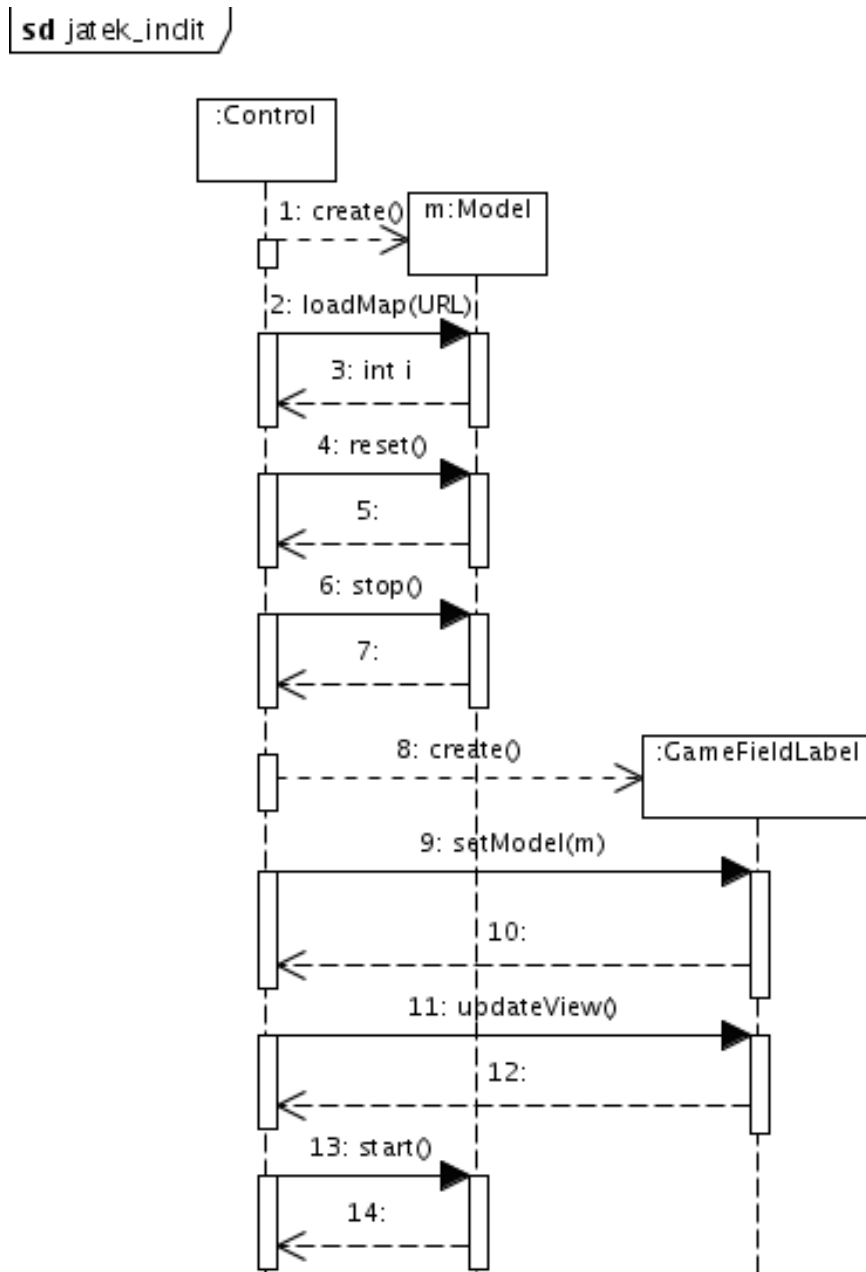 sd jatek_indit
:Control
1: create()
m:Model
2: loadMap(URL)
3: int i
4: reset()
5:
6: stop()
7:
8: create()
:GameFieldLabel
9: setModel(m)
10:
11: updateView()
12:
13: start()
14: